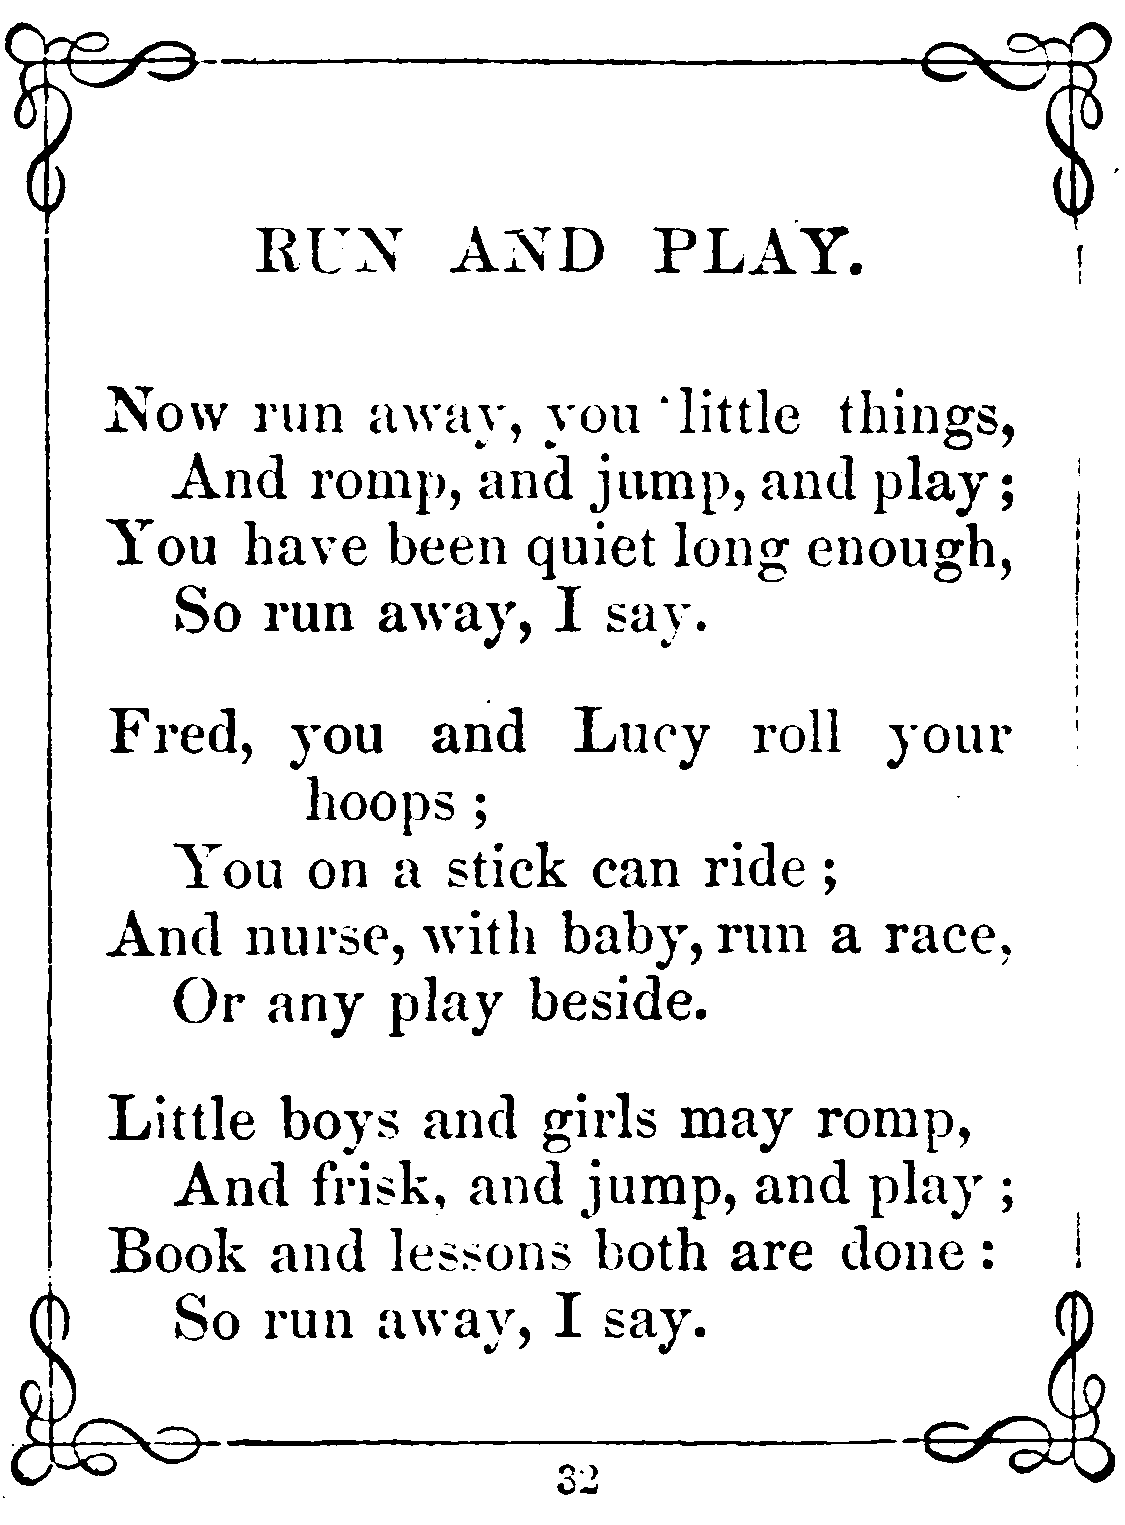 RUN AND PLAY.
Now run away, you little things,
And romp, and jump, and play;
You have been quiet long enough,
So run away, I say.
Fred, you and Lucy roll your
hoops;
You on a stick can ride;
And nurse, with baby, run a race,
Or any play beside.
Little boys and girls may romp,
And frisk, and jump, and play;
Book and lessons both are done:
So run away, I say.
32